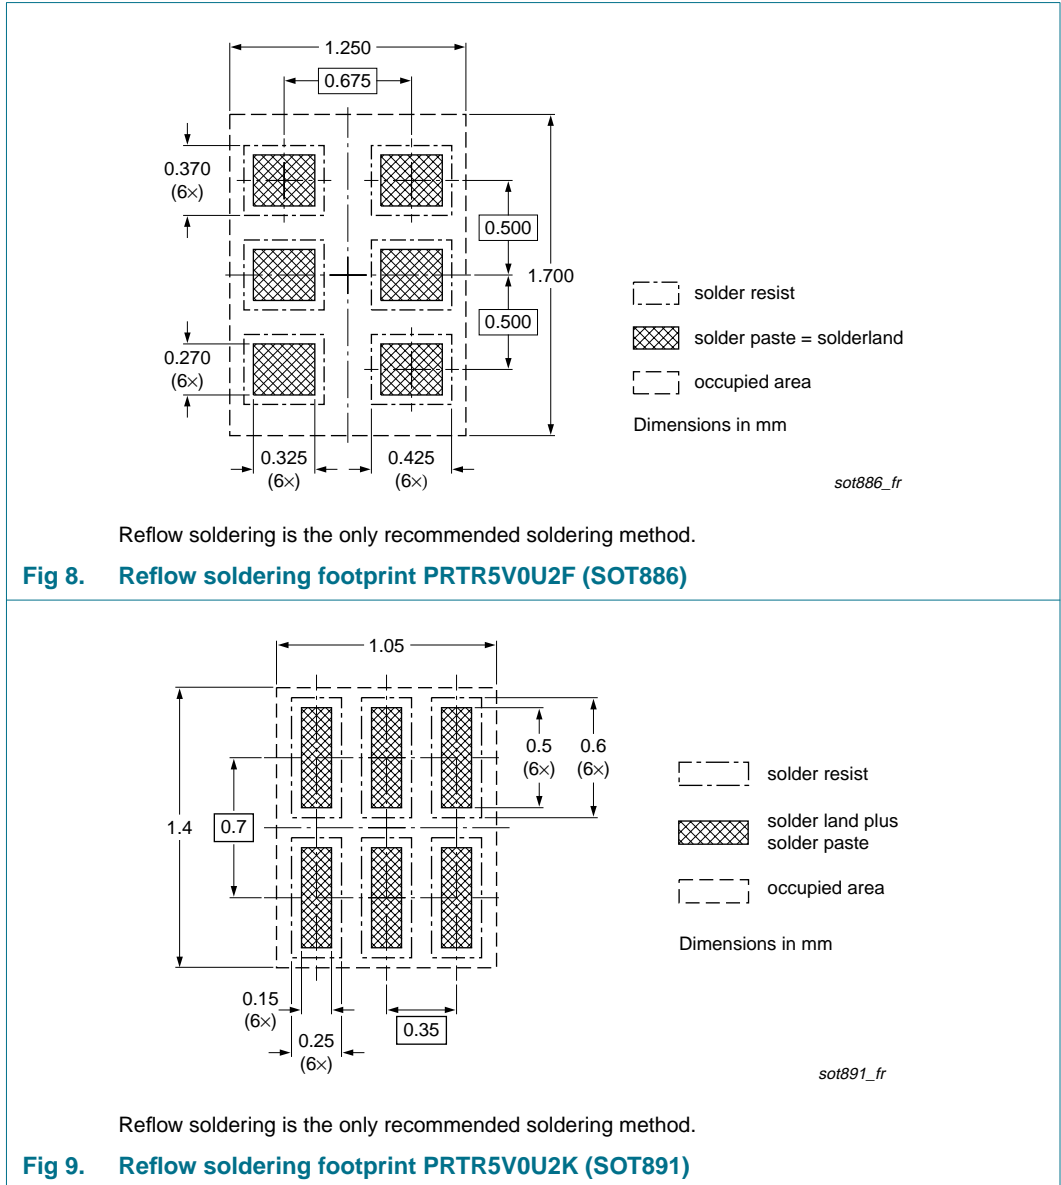 1.250
0.675
0.370
(6×)
0.500
1.700
0.500
0.270
(6×)
0.325
(6×)
0.425
(6×)
solder resist
solder paste = solderland
occupied area
Dimensions in mm
sot886_fr
Reflow soldering is the only recommended soldering method.
Fig 8. Reflow soldering footprint PRTR5V0U2F (SOT886)
1.05
0.5
(6×)
0.6
(6×)
1.4
0.7
0.15
(6×)
0.25
(6×)
0.35
solder resist
solder land plus
solder paste
occupied area
Dimensions in mm
sot891_fr
Reflow soldering is the only recommended soldering method.
Fig 9. Reflow soldering footprint PRTR5V0U2K (SOT891)